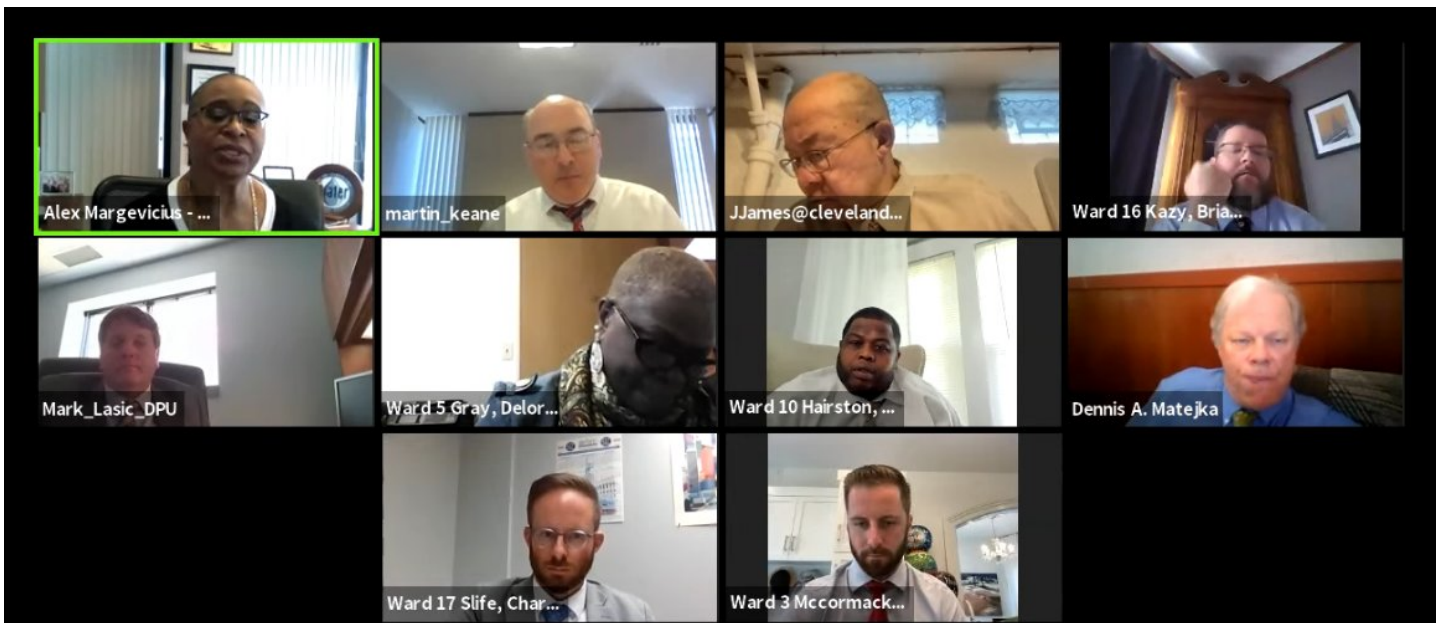 Alex Margevicius - ...
martin_keane
JJames@cleveland...
Ward 16 Kazy, Bria...
ater
Mark_Lasic_DPU
Ward 5 Gray, Delor...
Ward 10 Hairston, ...
Dennis A. Matejka
Ward 17 Slife, Char...
Ward 3 Mccormack...